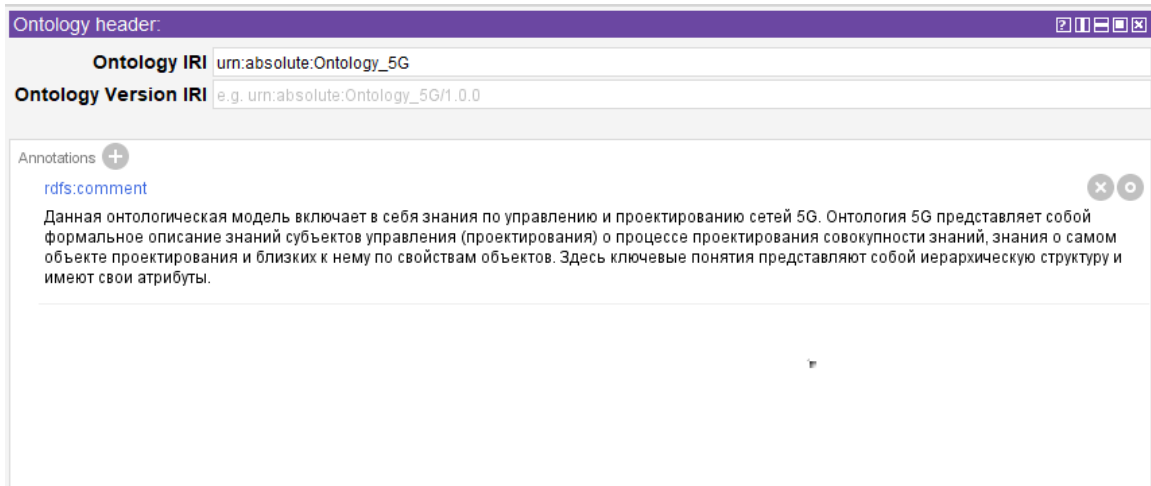 Ontology header:
Ontology IRI urn:absolute:Ontology_5G
Ontology Version IRI e.g. urn:absolute:Ontology_5G/1.0.0
Annotations
rdfs:comment
Данная онтологическая модель включает в себя знания по управлению и проектированию сетей 5G. Онтология 5G представляет собой
формальное описание знаний субъектов управления (проектирования) о процессе проектирования совокупности знаний, знания о самом
объекте проектирования и близких к нему по свойствам объектов. Здесь ключевые понятия представляют собой иерархическую структуру и
имеют свои атрибуты.